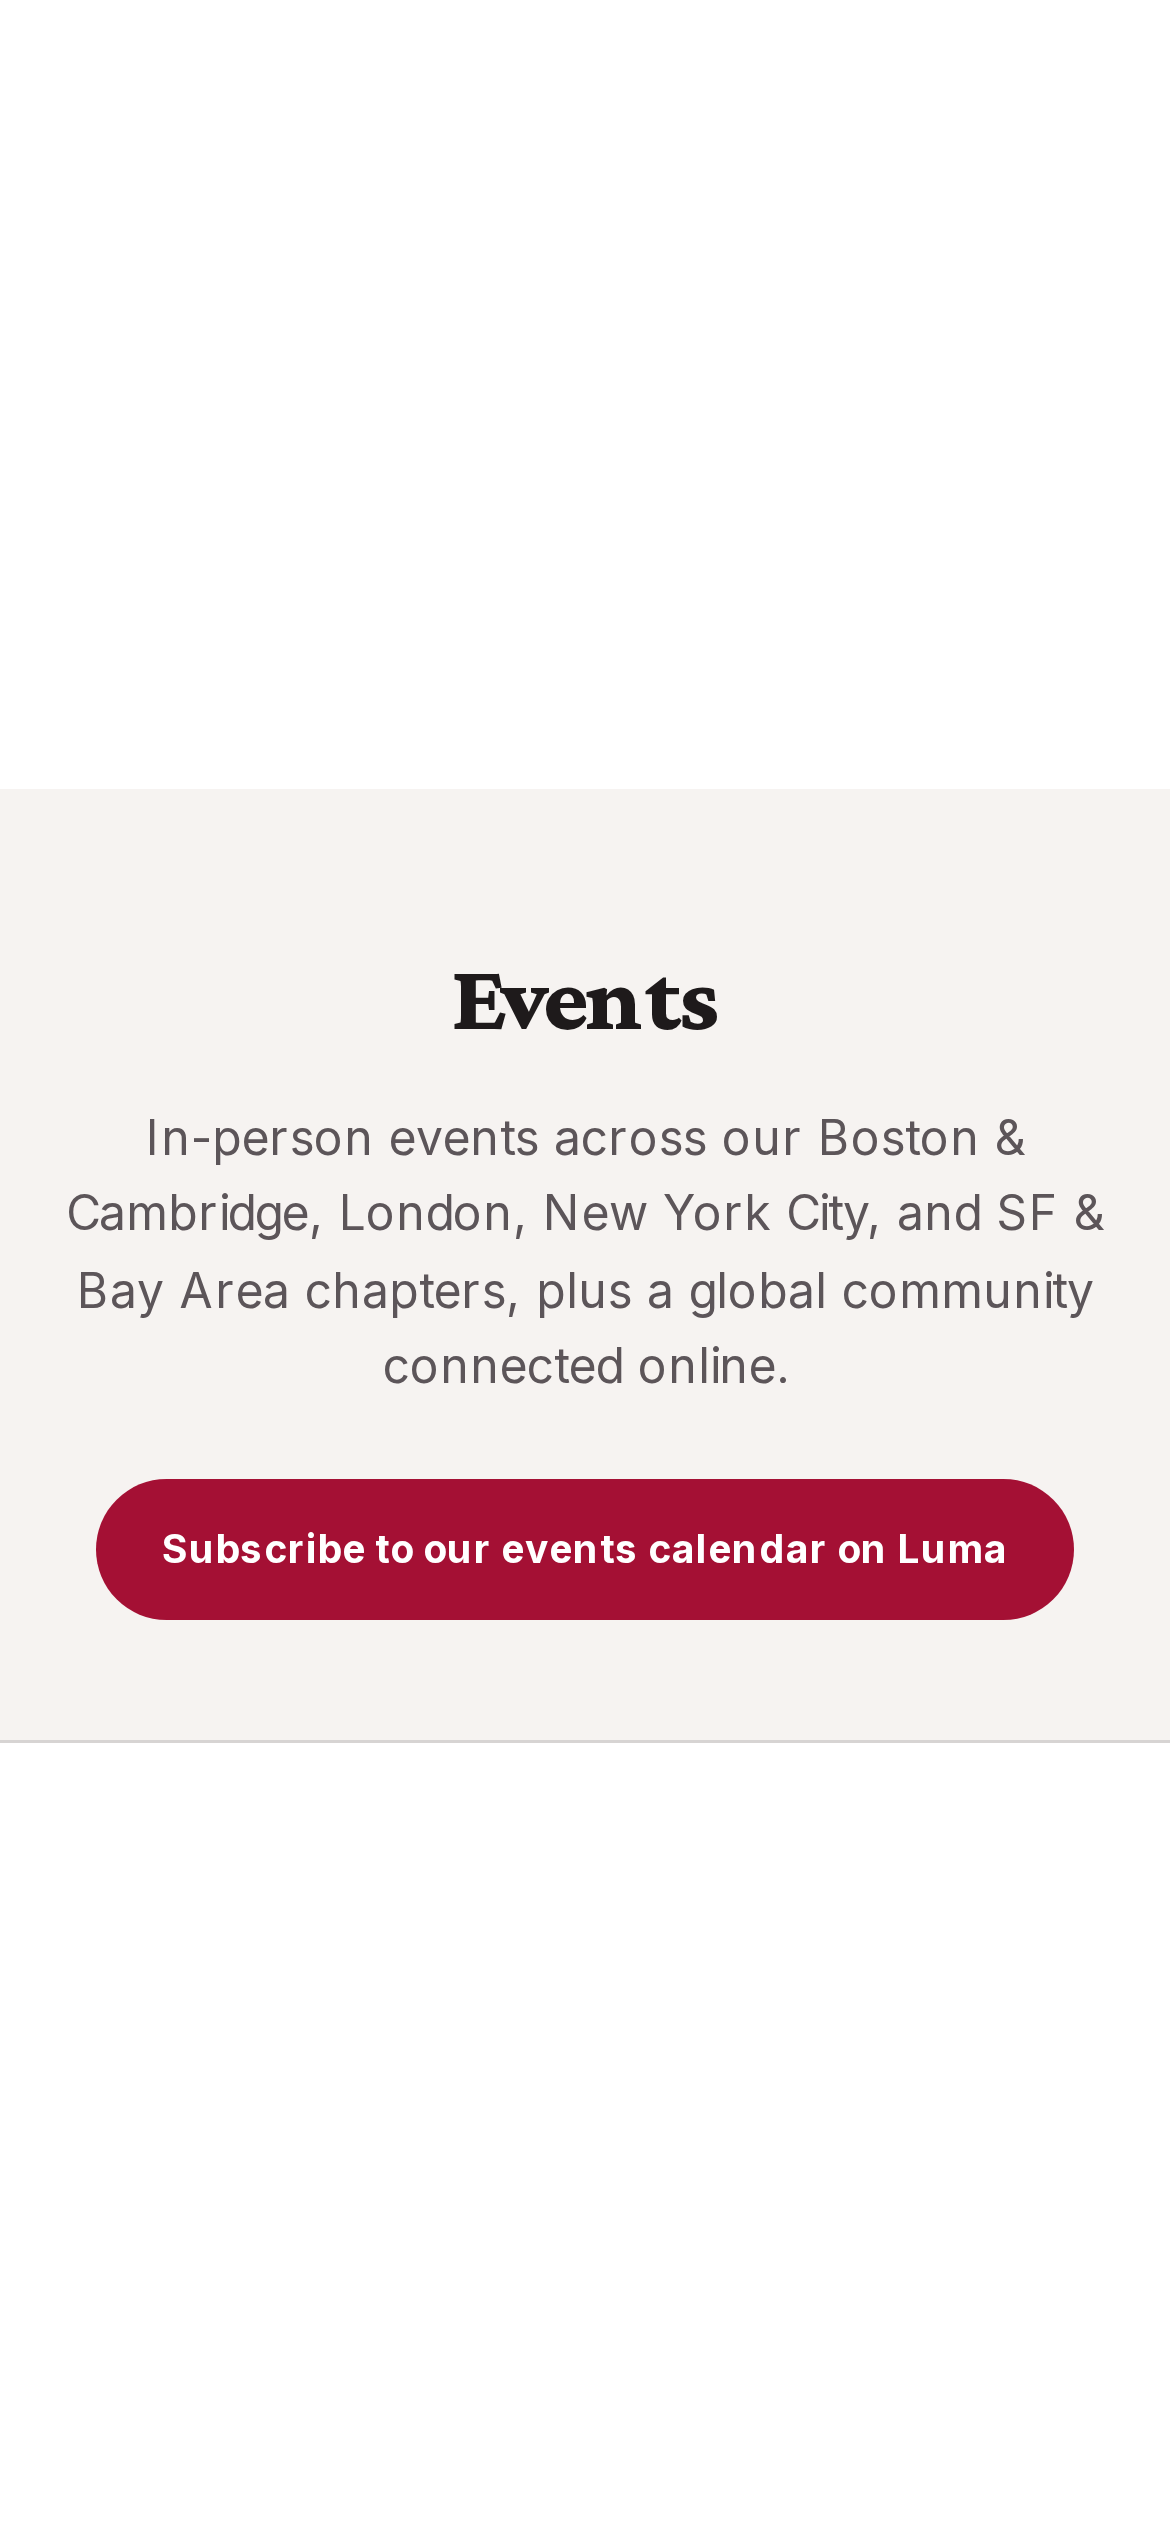 Events
In-person events across our Boston &
Cambridge, London, New York City, and SF &
Bay Area chapters, plus a global community
connected online.
Subscribe to our events calendar on Luma